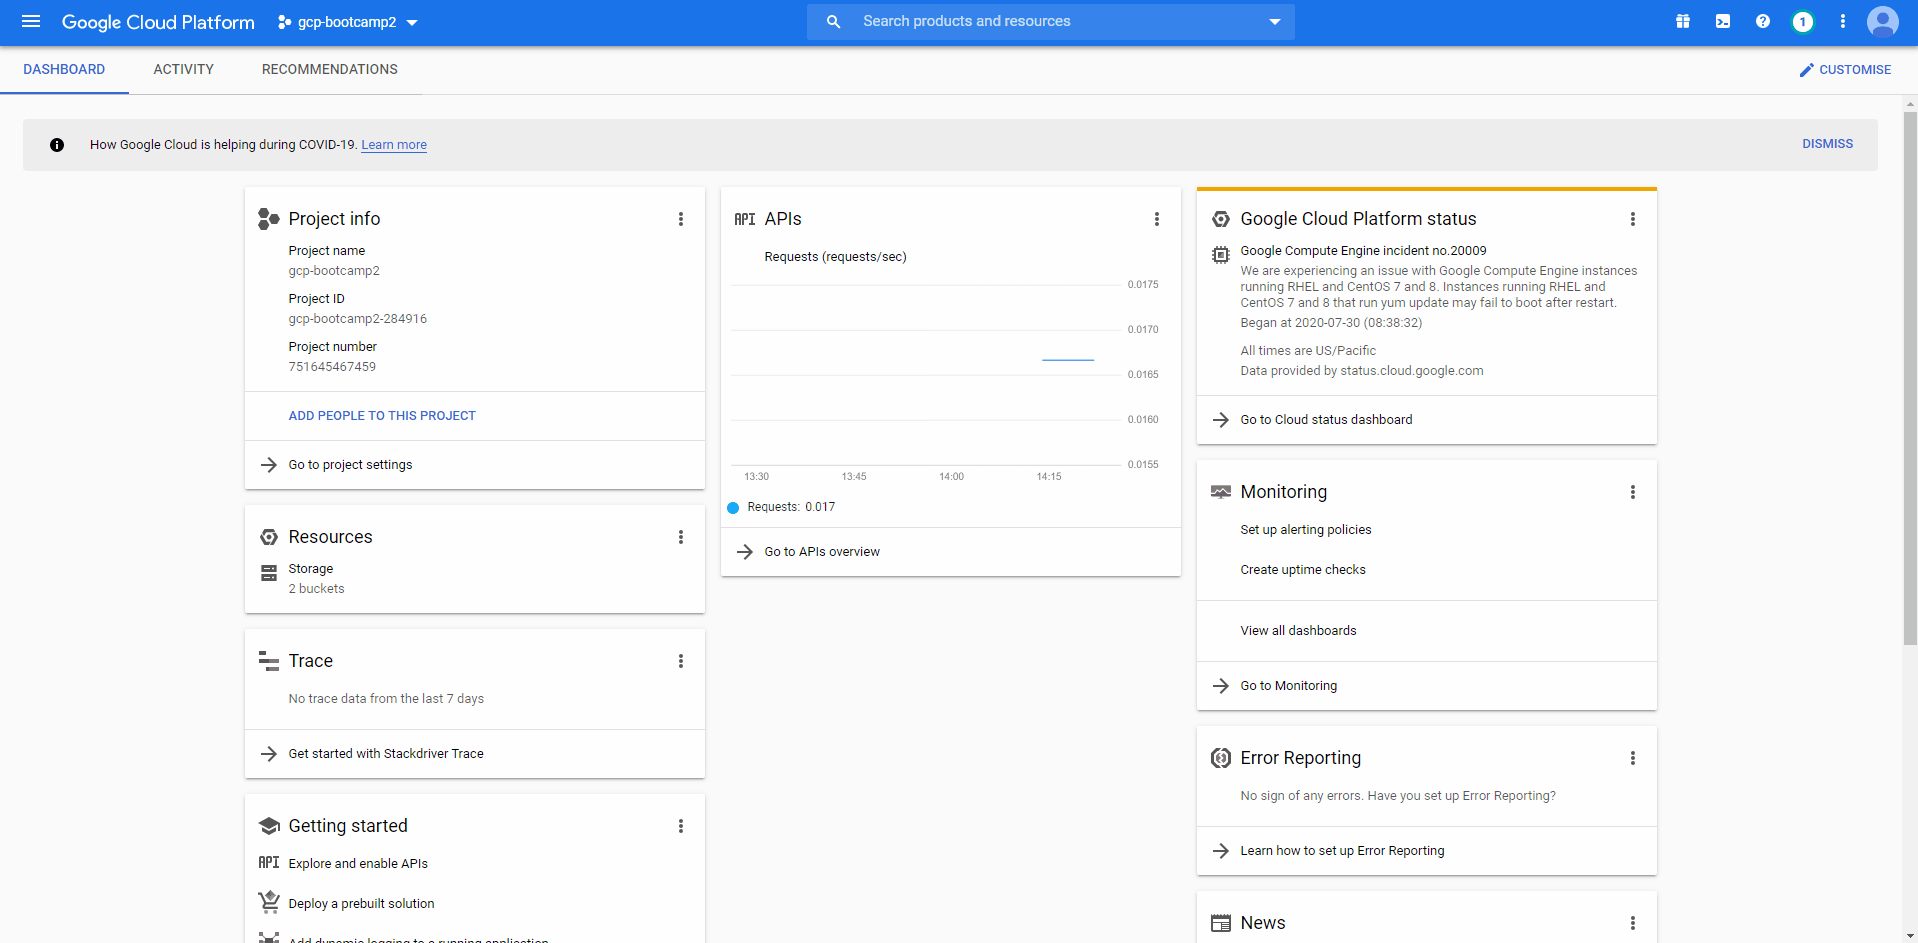 Google Cloud Platform
gcp-bootcamp2
Search products and resources
1
DASHBOARD
ACTIVITY
RECOMMENDATIONS
CUSTOMISE
How Google Cloud is helping during COVID-19. Learn more
DISMISS
Project info
Project name
gcp-bootcamp2
Project ID
gcp-bootcamp2-284916
Project number
751645467459
ADD PEOPLE TO THIS PROJECT
Go to project settings
Resources
Storage
2 buckets
Trace
No trace data from the last 7 days
Get started with Stackdriver Trace
Getting started
API Explore and enable APIs
Deploy a prebuilt solution
Add dynamic logging to a running application
API APIs
Requests (requests/sec)
0.0175
0.0170
0.0165
0.0160
0.0155
13:30 13:45 14:00 14:15
Requests: 0.017
Go to APIs overview
Google Cloud Platform status
Google Compute Engine incident no.20009
We are experiencing an issue with Google Compute Engine instances
running RHEL and CentOS 7 and 8. Instances running RHEL and
CentOS 7 and 8 that run yum update may fail to boot after restart.
Began at 2020-07-30 (08:38:32)
All times are US/Pacific
Data provided by status.cloud.google.com
Go to Cloud status dashboard
Monitoring
Set up alerting policies
Create uptime checks
View all dashboards
Go to Monitoring
Error Reporting
No sign of any errors. Have you set up Error Reporting?
Learn how to set up Error Reporting
News